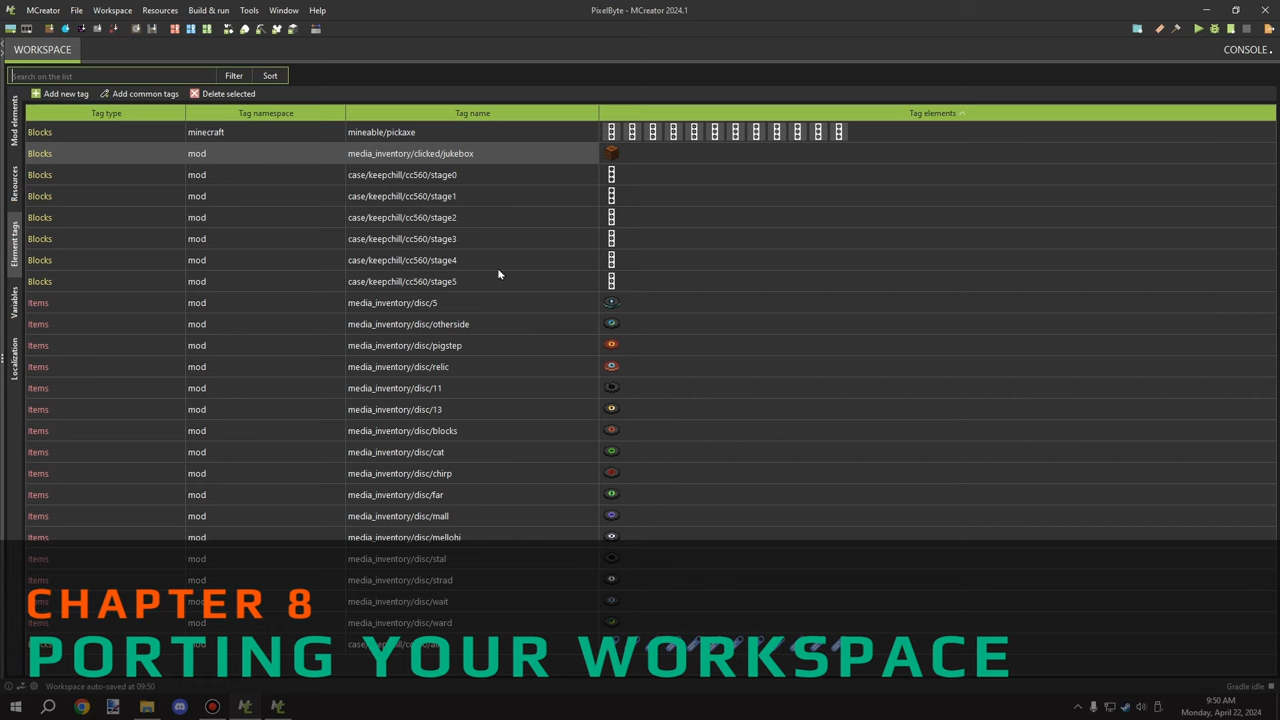 MCreator File Workspace Resources Build & run Tools Window Help PixelByte - MCreator 2024.1
WORKSPACE CONSOLE
Search on the list Filter Sort
Add new tag Add common tags Delete selected
Mod elements
Resources
Element tags
Variables
Localization
Tag type Tag namespace Tag name Tag elements
Blocks minecraft mineable/pickaxe
Blocks mod media_inventory/clicked/jukebox
Blocks mod case/keepchill/cc560/stage0
Blocks mod case/keepchill/cc560/stage1
Blocks mod case/keepchill/cc560/stage2
Blocks mod case/keepchill/cc560/stage3
Blocks mod case/keepchill/cc560/stage4
Blocks mod case/keepchill/cc560/stage5
Items mod media_inventory/disc/5
Items mod media_inventory/disc/otherside
Items mod media_inventory/disc/pigstep
Items mod media_inventory/disc/relic
Items mod media_inventory/disc/11
Items mod media_inventory/disc/13
Items mod media_inventory/disc/blocks
Items mod media_inventory/disc/cat
Items mod media_inventory/disc/chirp
Items mod media_inventory/disc/far
Items mod media_inventory/disc/mall
Items mod media_inventory/disc/mellohi
Items mod media_inventory/disc/stal
Items mod media_inventory/disc/strad
Items mod media_inventory/disc/wait
Items mod media_inventory/disc/ward
CHAPTER 8
PORTING YOUR WORKSPACE
Workspace auto-saved at 09:50 Gradle idle
9:50 AM
Monday, April 22, 2024